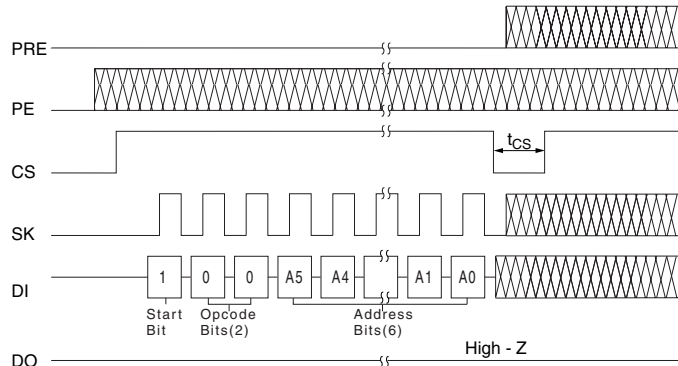 PRE
PE
CS
tCS
SK
DI
1 0 0 A5 A4 A1 A0
Start Bit
Opcode Bits(2)
Address Bits(6)
High - Z
DO